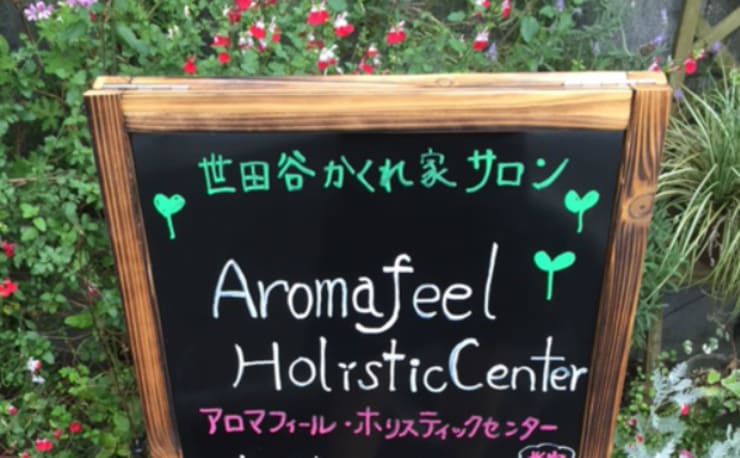 世田谷かくれ家サロン
Aromafeel
HolisticCenter
アロマフィール・ホリスティックセンター